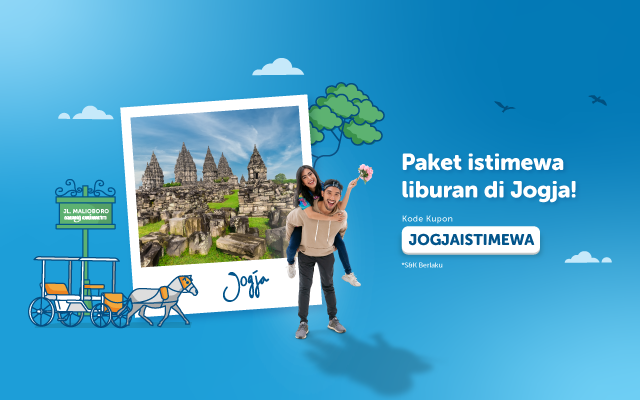 Paket istimewa
liburan di Jogja!
Kode Kupon
JOGJAISTIMEWA
*S&K Berlaku
JL. MALIOBORO
Jogja